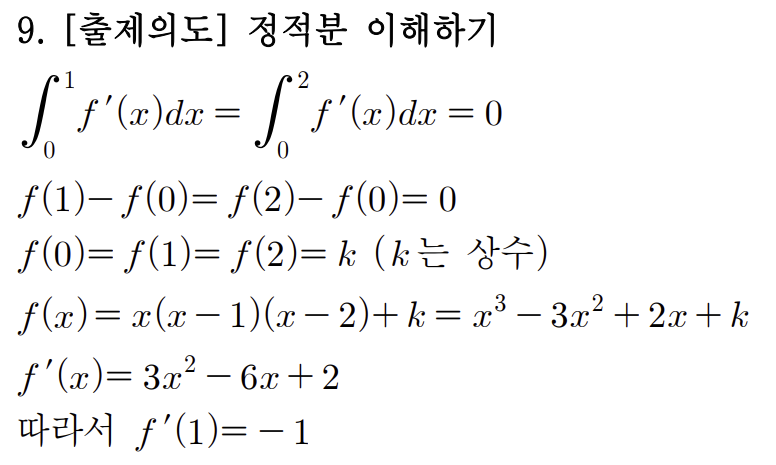 9. [출제의도] 정적분 이해하기
∫₀¹ f′(x)dx = ∫₀² f′(x)dx = 0
f(1)− f(0)= f(2)− f(0)= 0
f(0)= f(1)= f(2)= k (k는 상수)
f(x)= x(x−1)(x−2)+k = x³−3x²+2x+k
f′(x)= 3x²−6x+2
따라서 f′(1)= −1